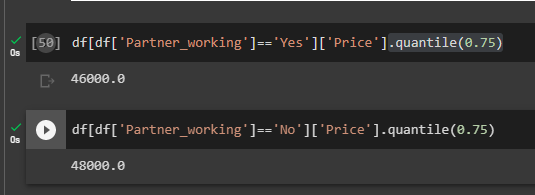 [50] df[df['Partner_working']=='Yes']['Price'].quantile(0.75)
0s
46000.0
df[df['Partner_working']=='No']['Price'].quantile(0.75)
0s
48000.0